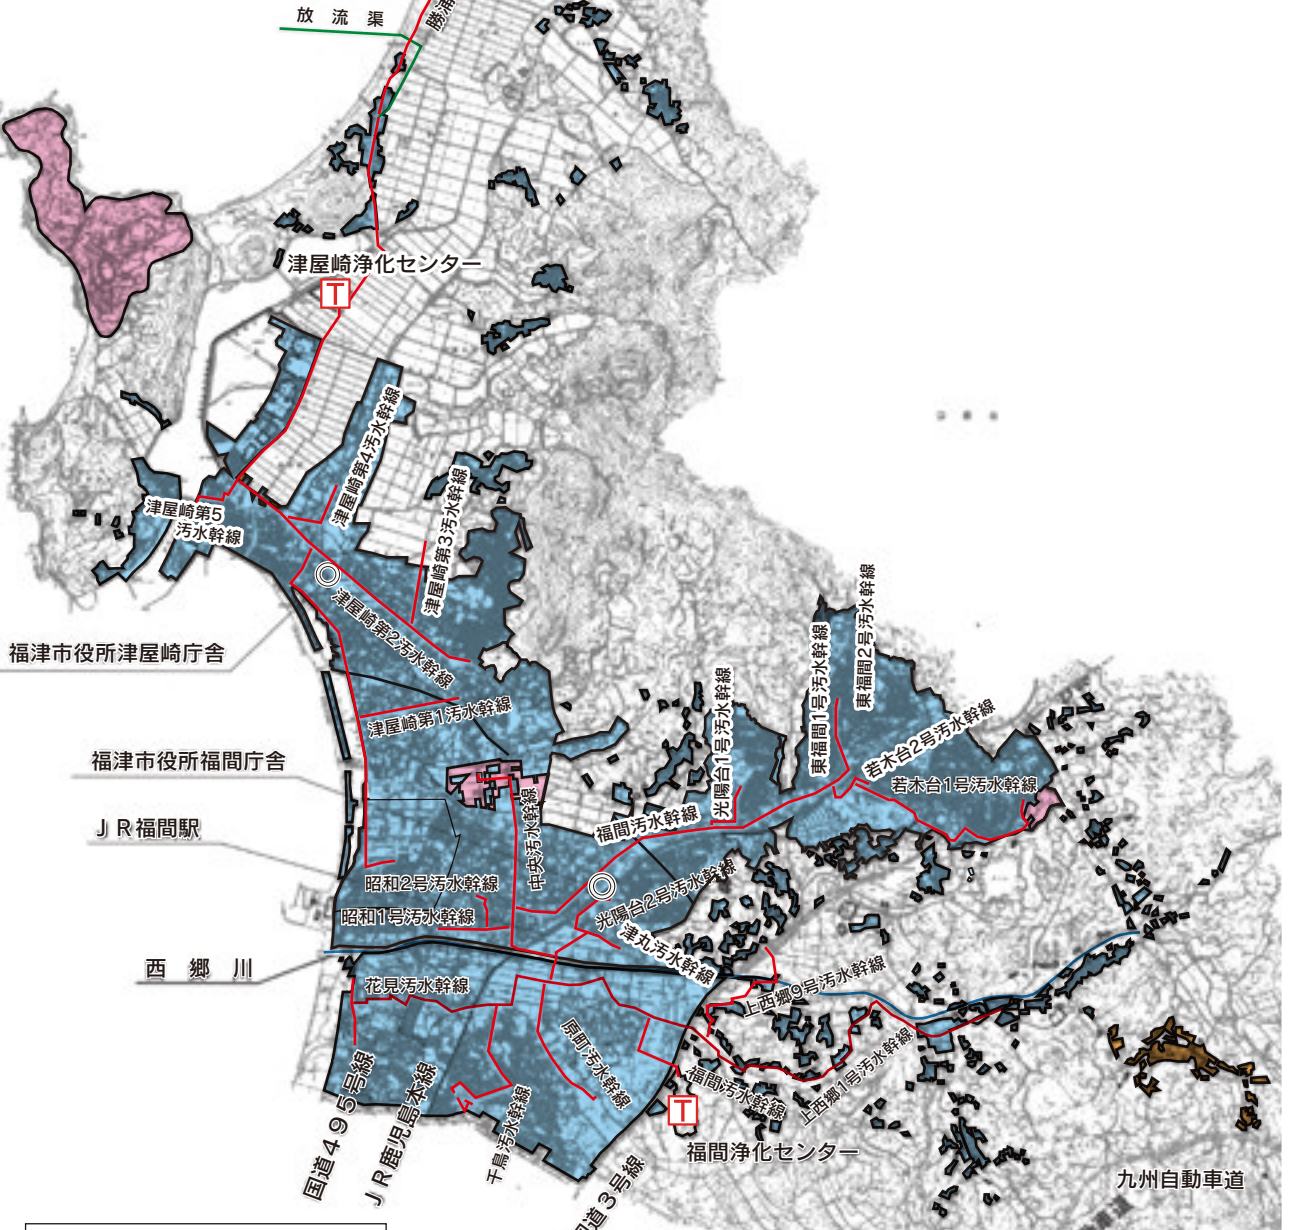 放流渠
勝浦
津屋崎浄化センター
T
津屋崎第4汚水幹線
津屋崎第3汚水幹線
津屋崎第5
汚水幹線
津屋崎第2汚水幹線
福津市役所津屋崎庁舎
津屋崎第1汚水幹線
東福間1号汚水幹線
東福間2号汚水幹線
光陽台1号汚水幹線
若木台2号汚水幹線
若木台1号汚水幹線
福津市役所福間庁舎
中央汚水幹線
福間汚水幹線
JR福間駅
昭和2号汚水幹線
光陽台2号汚水幹線
昭和1号汚水幹線
津丸汚水幹線
西郷川
花見汚水幹線
上西郷9号汚水幹線
原町汚水幹線
上西郷1号汚水幹線
福間汚水幹線
T
福間浄化センター
千鳥汚水幹線
国道495号線
JR鹿児島本線
国道3号線
九州自動車道